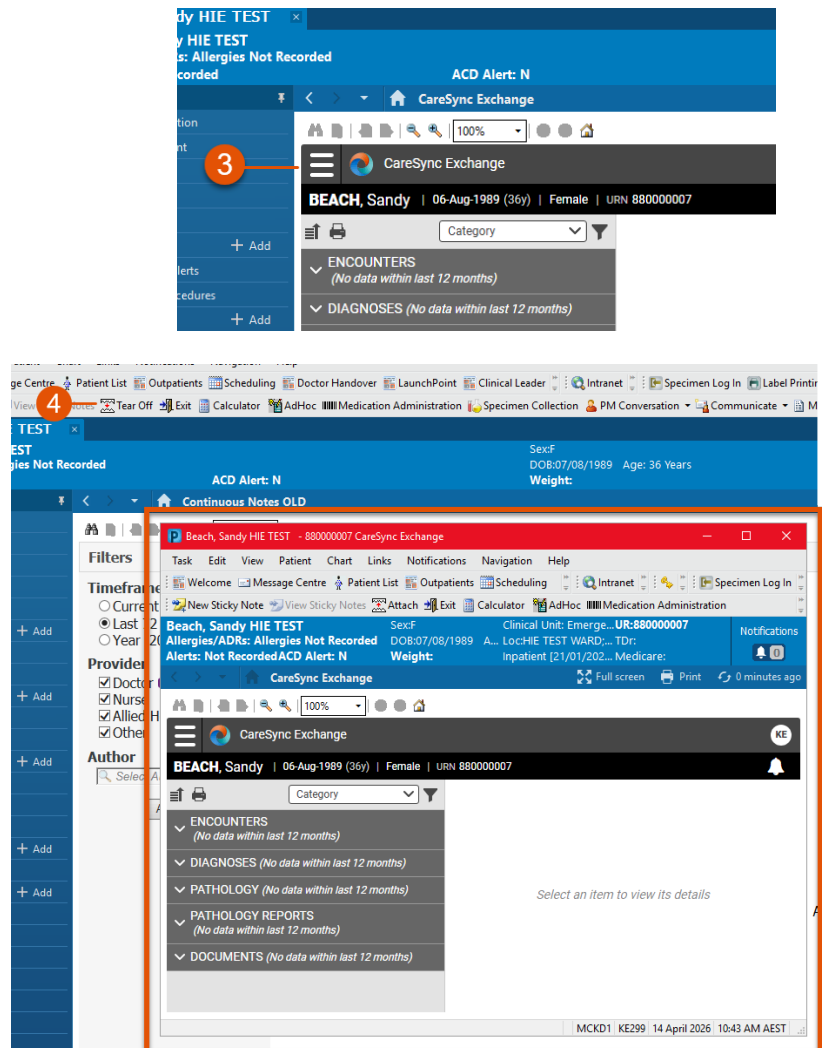 dy HIE TEST ×
y HIE TEST
s: Allergies Not Recorded
corded ACD Alert: N
CareSync Exchange
tion
100%
nt
3
CareSync Exchange
BEACH, Sandy | 06-Aug-1989 (36y) | Female | URN 880000007
Category
+ Add
ENCOUNTERS
(No data within last 12 months)
lerts
cedures
DIAGNOSES (No data within last 12 months)
+ Add
ge Centre Patient List Outpatients Scheduling Doctor Handover LaunchPoint Clinical Leader Intranet Specimen Log In Label Printin
View Notes Tear Off Exit Calculator AdHoc Medication Administration Specimen Collection PM Conversation Communicate M
4
E TEST ×
EST Sex:F
gies Not Recorded DOB:07/08/1989 Age: 36 Years
ACD Alert: N Weight:
Continuous Notes OLD
Filters
Timeframe
Current
Last 12
Year 20
+ Add
Provider
Docto
Nurse
+ Add
Allied H
Other
Author
+ Add
Select A
A
+ Add
+ Add
Beach, Sandy HIE TEST - 880000007 CareSync Exchange
Task Edit View Patient Chart Links Notifications Navigation Help
Welcome Message Centre Patient List Outpatients Scheduling Intranet Specimen Log In
New Sticky Note View Sticky Notes Attach Exit Calculator AdHoc Medication Administration
Beach, Sandy HIE TEST Sex:F Clinical Unit: Emerge... UR:880000007
Allergies/ADRs: Allergies Not Recorded DOB:07/08/1989 A... Loc:HIE TEST WARD;... TDr:
Alerts: Not Recorded ACD Alert: N Weight: Inpatient [21/01/202... Medicare:
Notifications
0
CareSync Exchange Full screen Print 0 minutes ago
100%
CareSync Exchange KE
BEACH, Sandy | 06-Aug-1989 (36y) | Female | URN 880000007
Category
ENCOUNTERS
(No data within last 12 months)
DIAGNOSES (No data within last 12 months)
PATHOLOGY (No data within last 12 months)
PATHOLOGY REPORTS
(No data within last 12 months)
DOCUMENTS (No data within last 12 months)
Select an item to view its details
A
MCKD1 KE299 14 April 2026 10:43 AM AEST